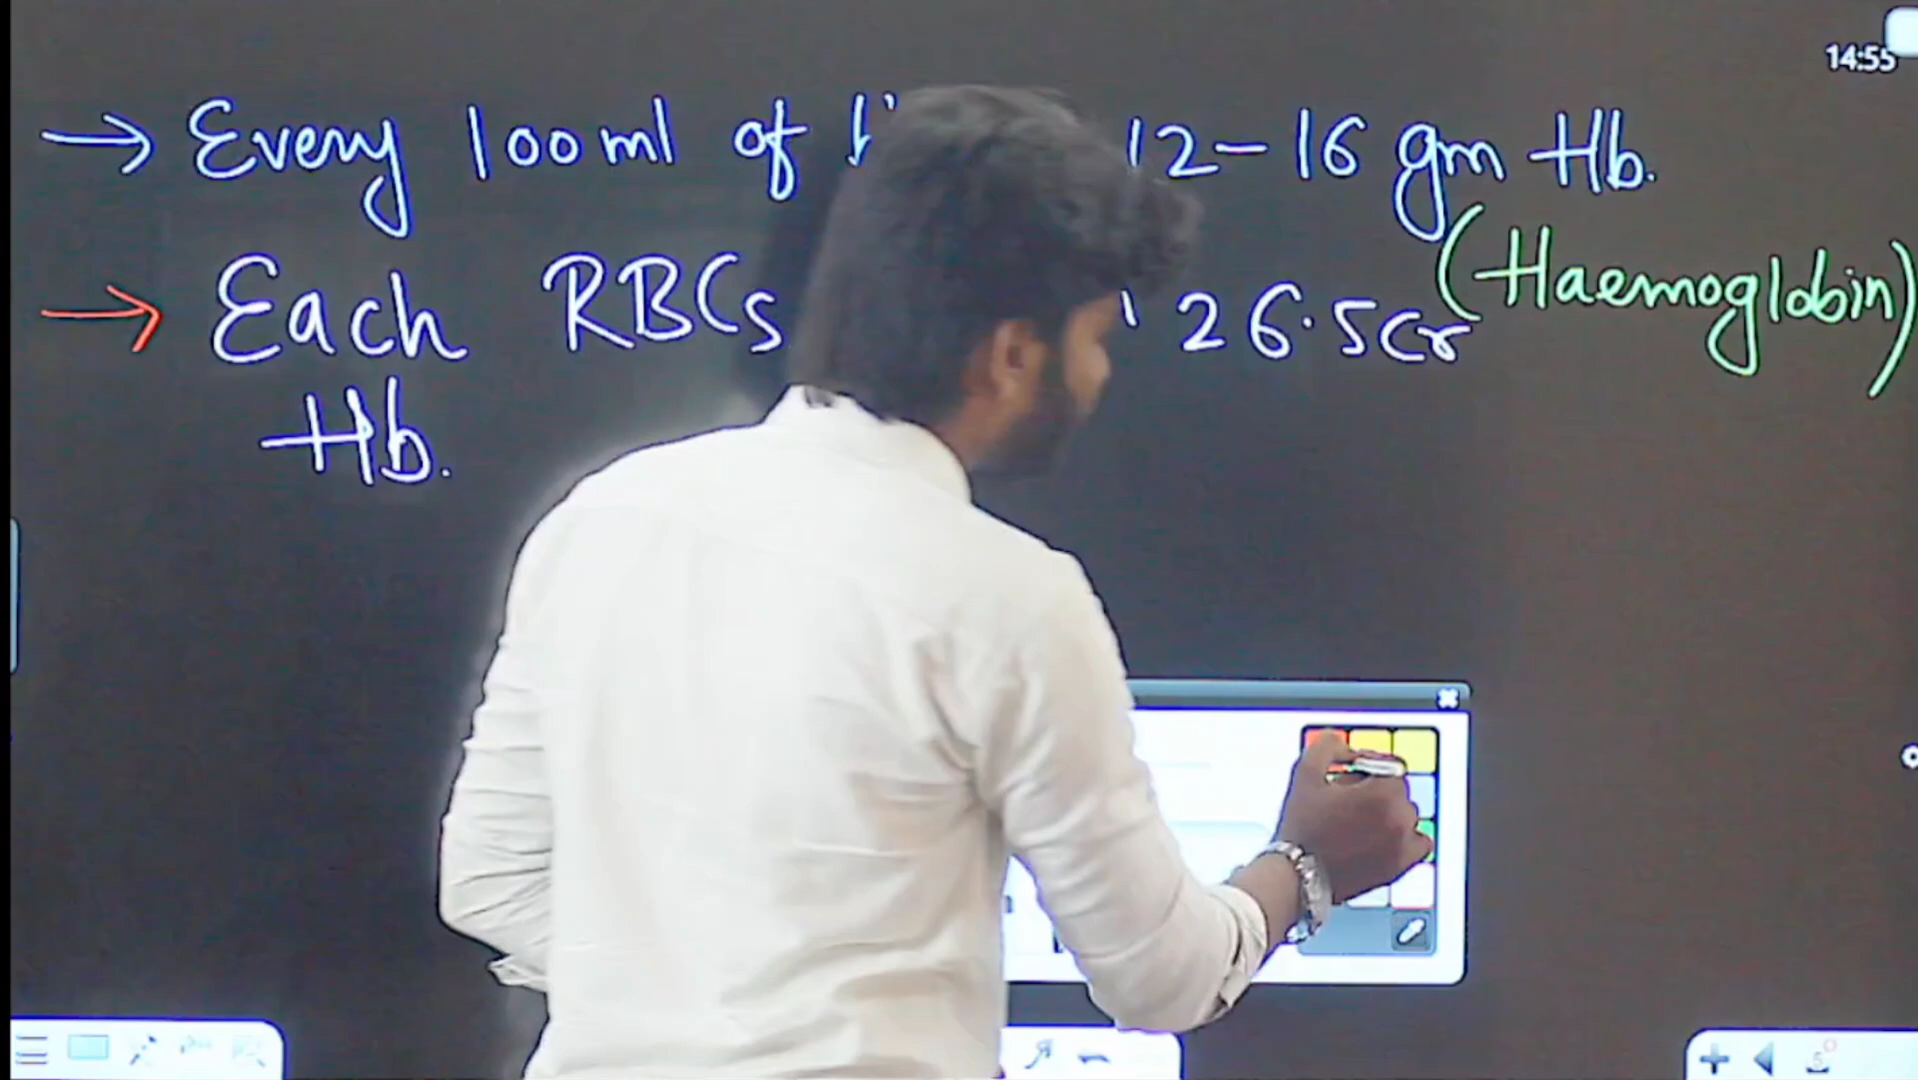 14:55
→ Every 100ml of 12-16 gm Hb.
(Haemoglobin)
→ Each RBCs 26.5Cr
Hb.